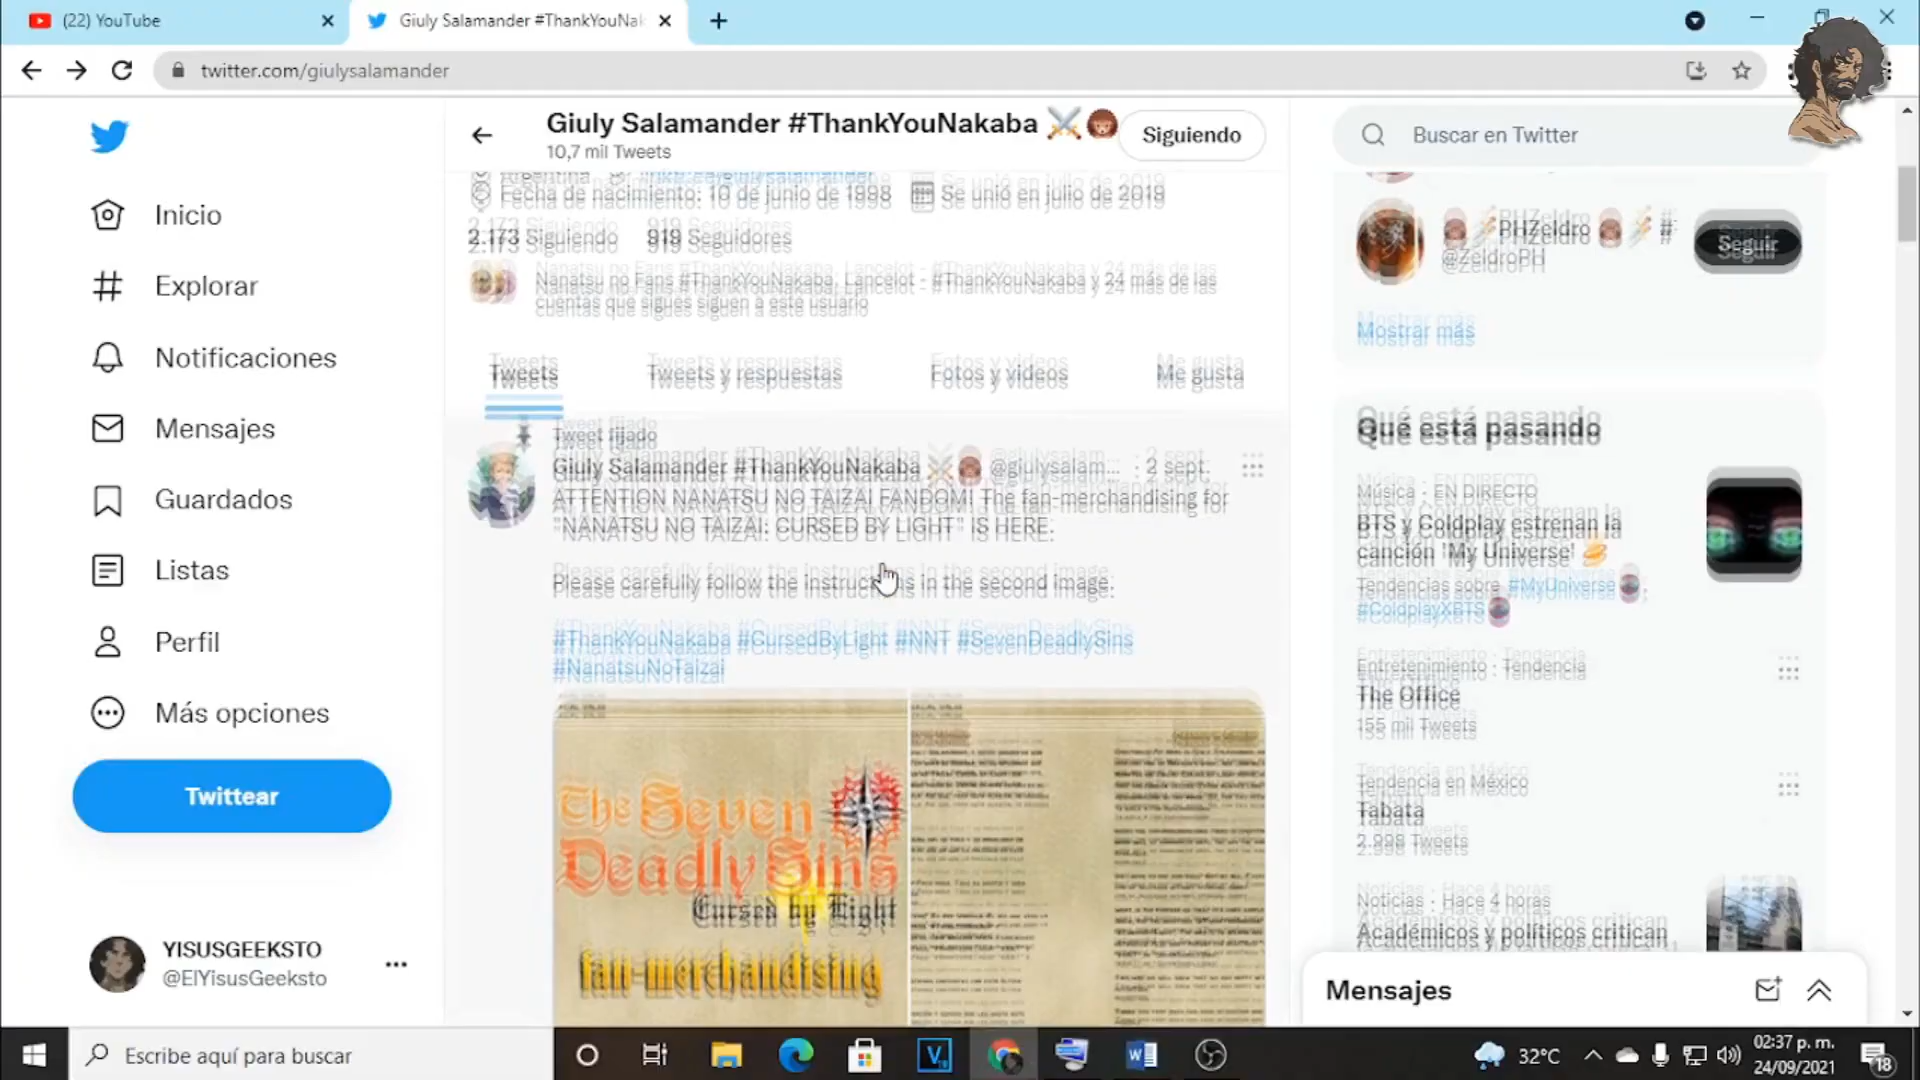 (22) YouTube
Giuly Salamander #ThankYouNak
twitter.com/giulysalamander
Giuly Salamander #ThankYouNakaba
10,7 mil Tweets
Siguiendo
Buscar en Twitter
Inicio
Explorar
Notificaciones
Mensajes
Guardados
Listas
Perfil
Más opciones
Twittear
YISUSGEEKSTO
@ElYisusGeeksto
Argentina
Fecha de nacimiento: 10 de junio de 1998 Se unió en julio de 2019
2.173 Siguiendo 919 Seguidores
Nanatsu no Fans #ThankYouNakaba, Lancelot - #ThankYouNakaba y 24 más de las
cuentas que sigues siguen a este usuario
Tweets Tweets y respuestas Fotos y videos Me gusta
Tweet fijado
Giuly Salamander #ThankYouNakaba @giulysalam... · 2 sept.
ATTENTION NANATSU NO TAIZAI FANDOM! The fan-merchandising for
"NANATSU NO TAIZAI: CURSED BY LIGHT" IS HERE.
Please carefully follow the instructions in the second image.
#ThankYouNakaba #CursedByLight #NNT #SevenDeadlySins
#NanatsuNoTaizai
The Seven
Deadly Sins
Cursed by Light
fan-merchandising
PHZeldro #
@ZeldroPH
Seguir
Mostrar más
Qué está pasando
Música · EN DIRECTO
BTS y Coldplay estrenan la
canción 'My Universe'
Tendencias sobre #MyUniverse,
#ColdplayXBTS
Entretenimiento · Tendencia
The Office
155 mil Tweets
Tendencia en México
Tabata
2.998 Tweets
Noticias · Hace 4 horas
Académicos y políticos critican
Mensajes
Escribe aquí para buscar
32°C
02:37 p. m.
24/09/2021
18